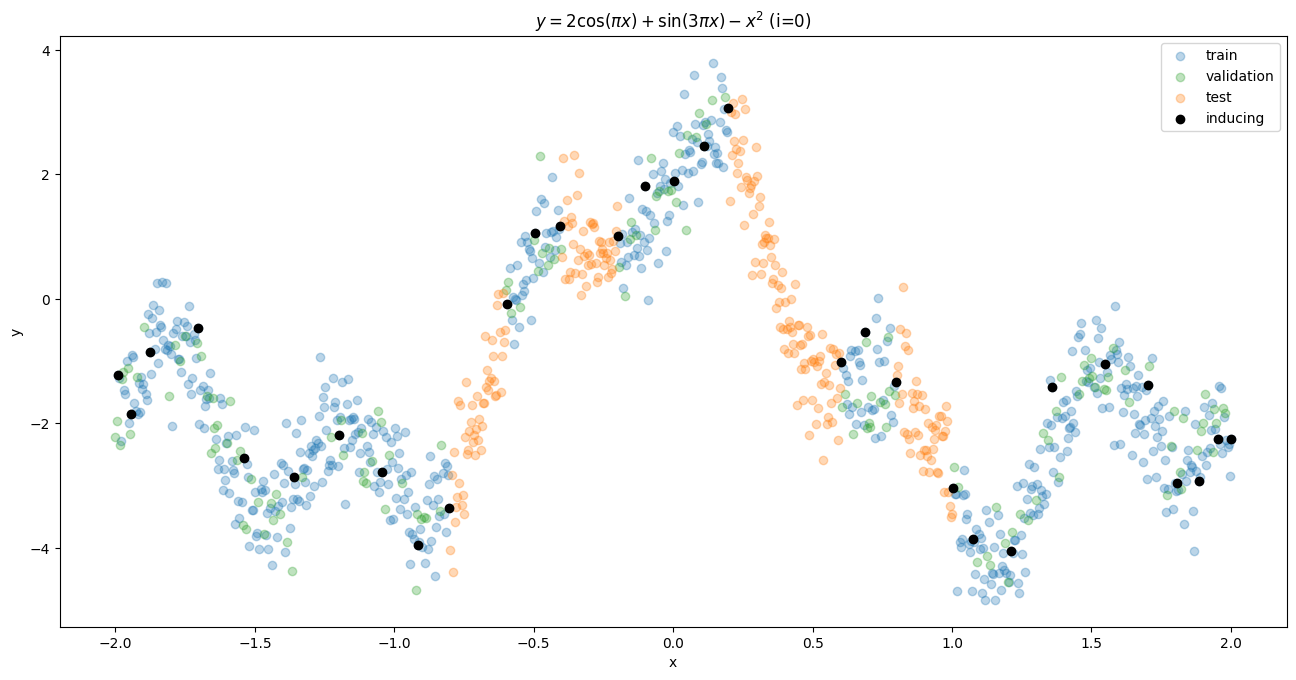 y = 2cos(πx) + sin(3πx) − x² (i=0)
train
validation
test
inducing
4
2
0
−2
−4
y
−2.0 −1.5 −1.0 −0.5 0.0 0.5 1.0 1.5 2.0
x